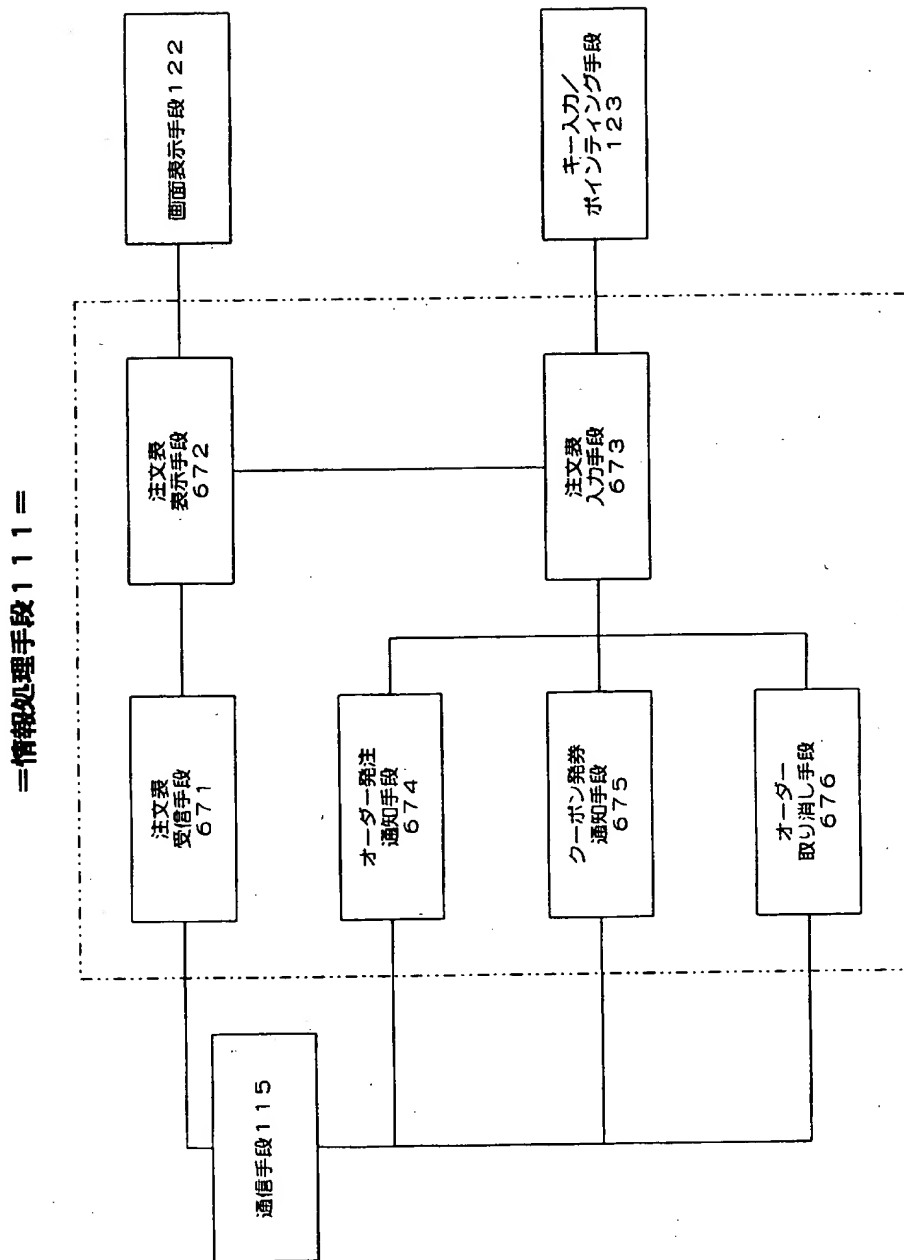 =情報処理手段111=
通信手段115
注文表
受信手段
671
注文表
表示手段
672
画面表示手段122
オーダー発注
通知手段
674
クーポン発券
通知手段
675
オーダー
取り消し手段
676
注文表
入力手段
673
キー入力/
ポインティング手段
123